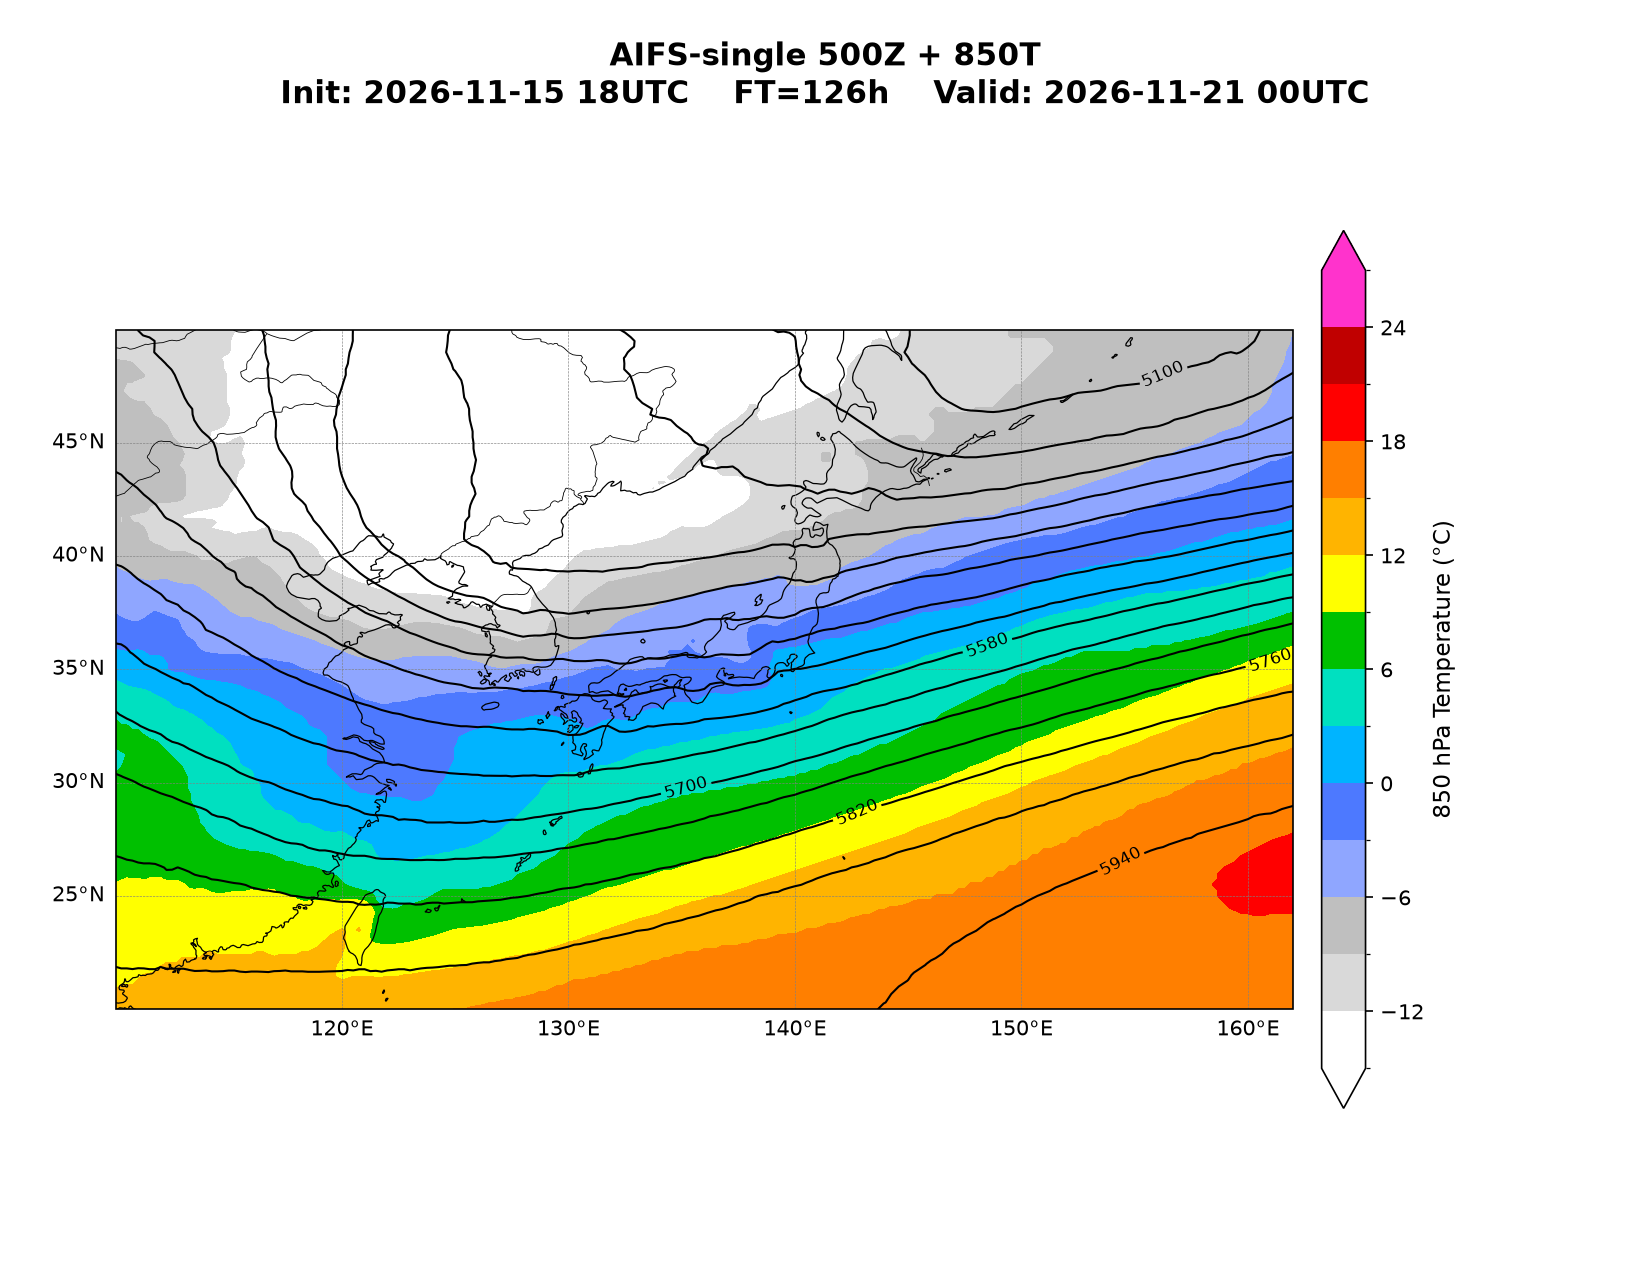 AIFS-single 500Z + 850T
Init: 2026-11-15 18UTC    FT=126h    Valid: 2026-11-21 00UTC
5100
45°N
40°N
35°N
30°N
25°N
5580
5760
5700
5820
5940
120°E
130°E
140°E
150°E
160°E
24
18
12
6
0
−6
−12
850 hPa Temperature (°C)